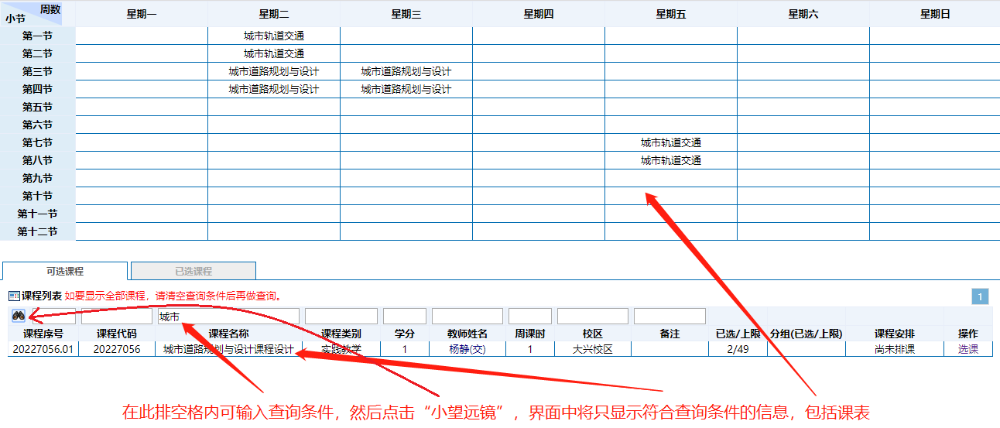 周数
小节
星期一 星期二 星期三 星期四 星期五 星期六 星期日
第一节 城市轨道交通
第二节 城市轨道交通
第三节 城市道路规划与设计 城市道路规划与设计
第四节 城市道路规划与设计 城市道路规划与设计
第五节
第六节
第七节 城市轨道交通
第八节 城市轨道交通
第九节
第十节
第十一节
第十二节
可选课程 已选课程
课程列表 如要显示全部课程，请清空查询条件后再做查询。 1
城市
课程序号 课程代码 课程名称 课程类别 学分 教师姓名 周课时 校区 备注 已选/上限 分组(已选/上限) 课程安排 操作
20227056.01 20227056 城市道路规划与设计课程设计 实践教学 1 杨静(交) 1 大兴校区 2/49 尚未排课 选课
在此排空格内可输入查询条件，然后点击“小望远镜”，界面中将只显示符合查询条件的信息，包括课表